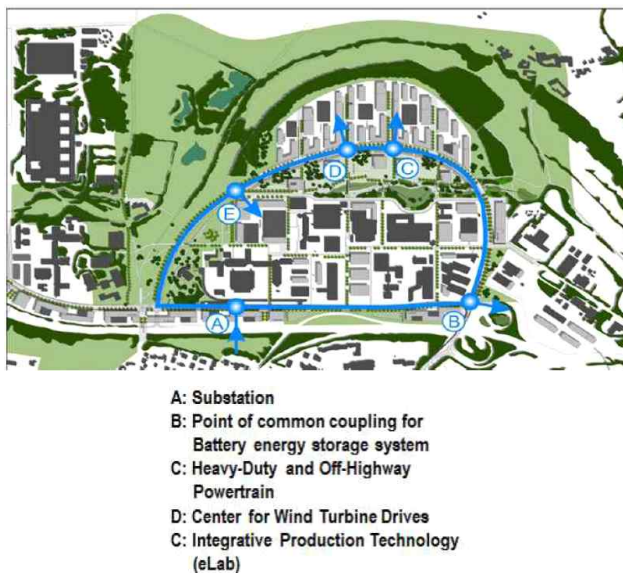 D
C
E
A
B
A: Substation
B: Point of common coupling for
Battery energy storage system
C: Heavy-Duty and Off-Highway
Powertrain
D: Center for Wind Turbine Drives
C: Integrative Production Technology
(eLab)